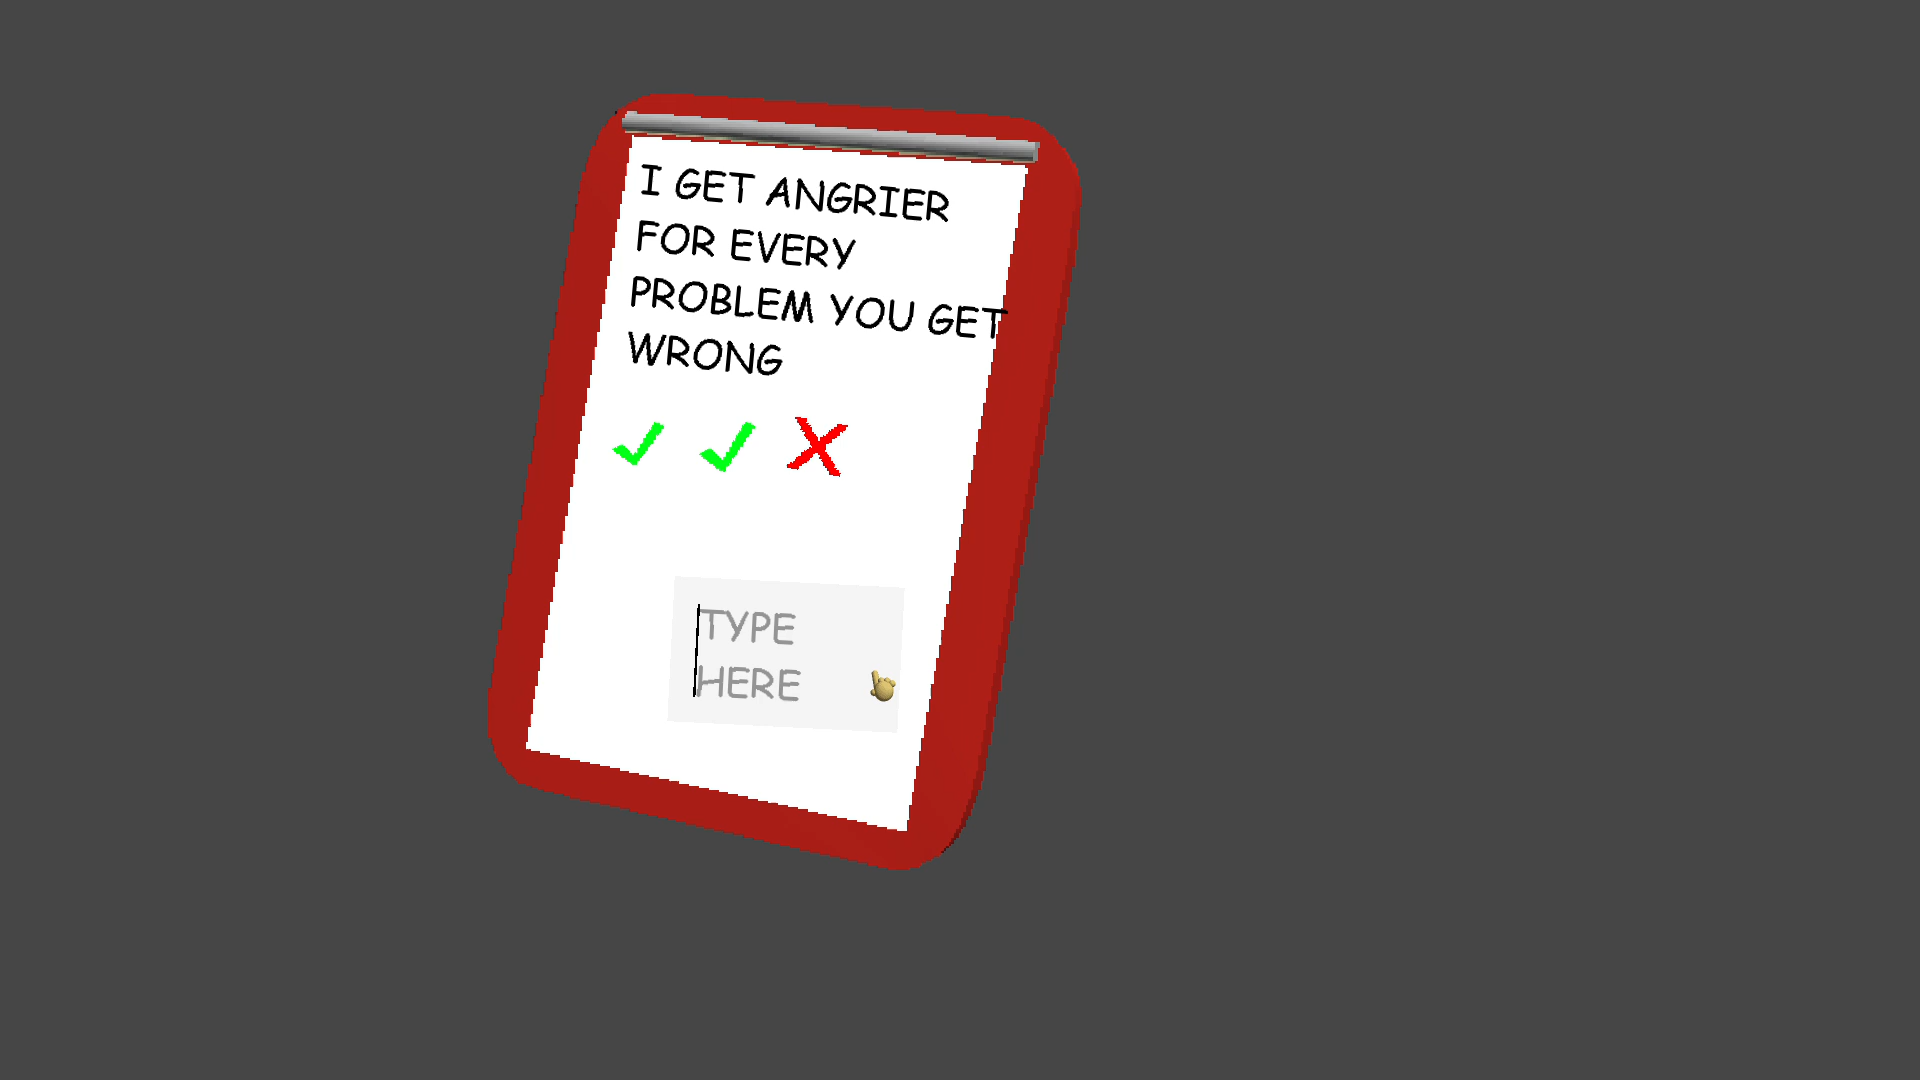 I GET ANGRIER
FOR EVERY
PROBLEM YOU GET
WRONG
TYPE
HERE